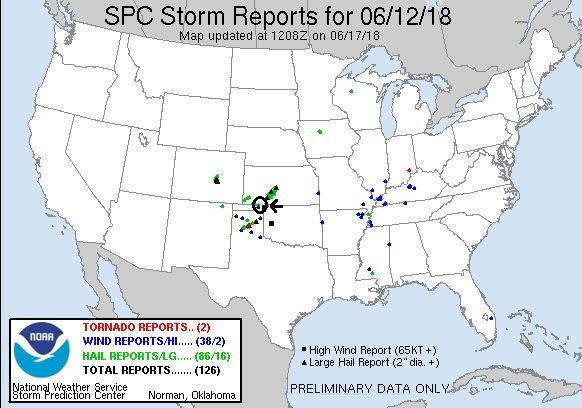 SPC Storm Reports for 06/12/18
Map updated at 1208Z on 06/17/18
TORNADO REPORTS.. (2)
WIND REPORTS/HI..... (38/2)
HAIL REPORTS/LG..... (86/16)
TOTAL REPORTS....... (126)
NOAA
National Weather Service
Storm Prediction Center Norman, Oklahoma
High Wind Report (65KT +)
Large Hail Report (2" dia. +)
PRELIMINARY DATA ONLY